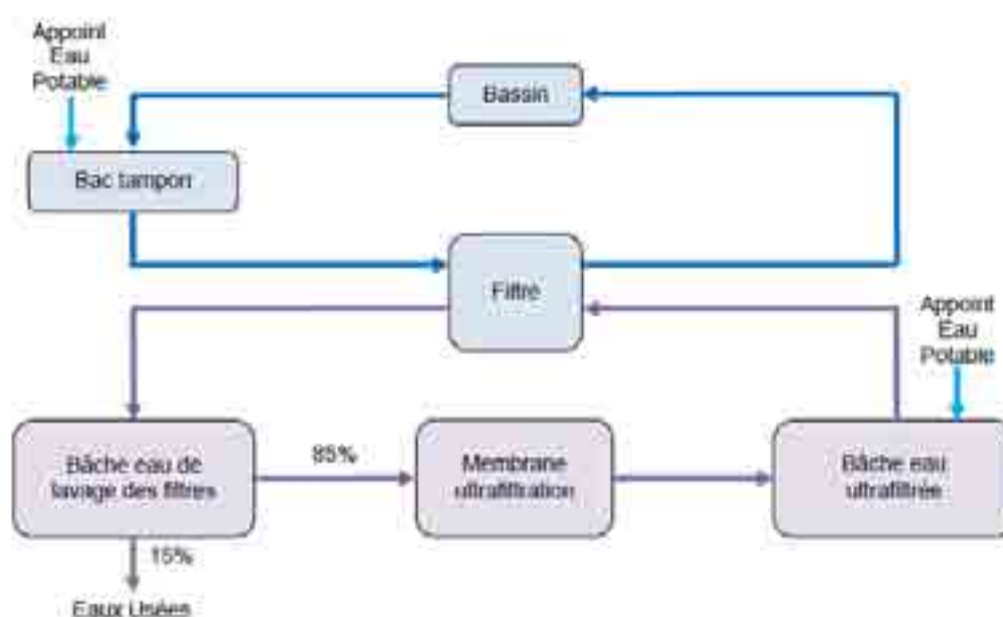 Appoint
Eau
Potable
Bassin
Bac tampon
Filtre
Appoint
Eau
Potable
Bâche eau de
lavage des filtres
85%
Membrane
ultrafiltration
Bâche eau
ultrafiltrée
15%
Eaux Usées